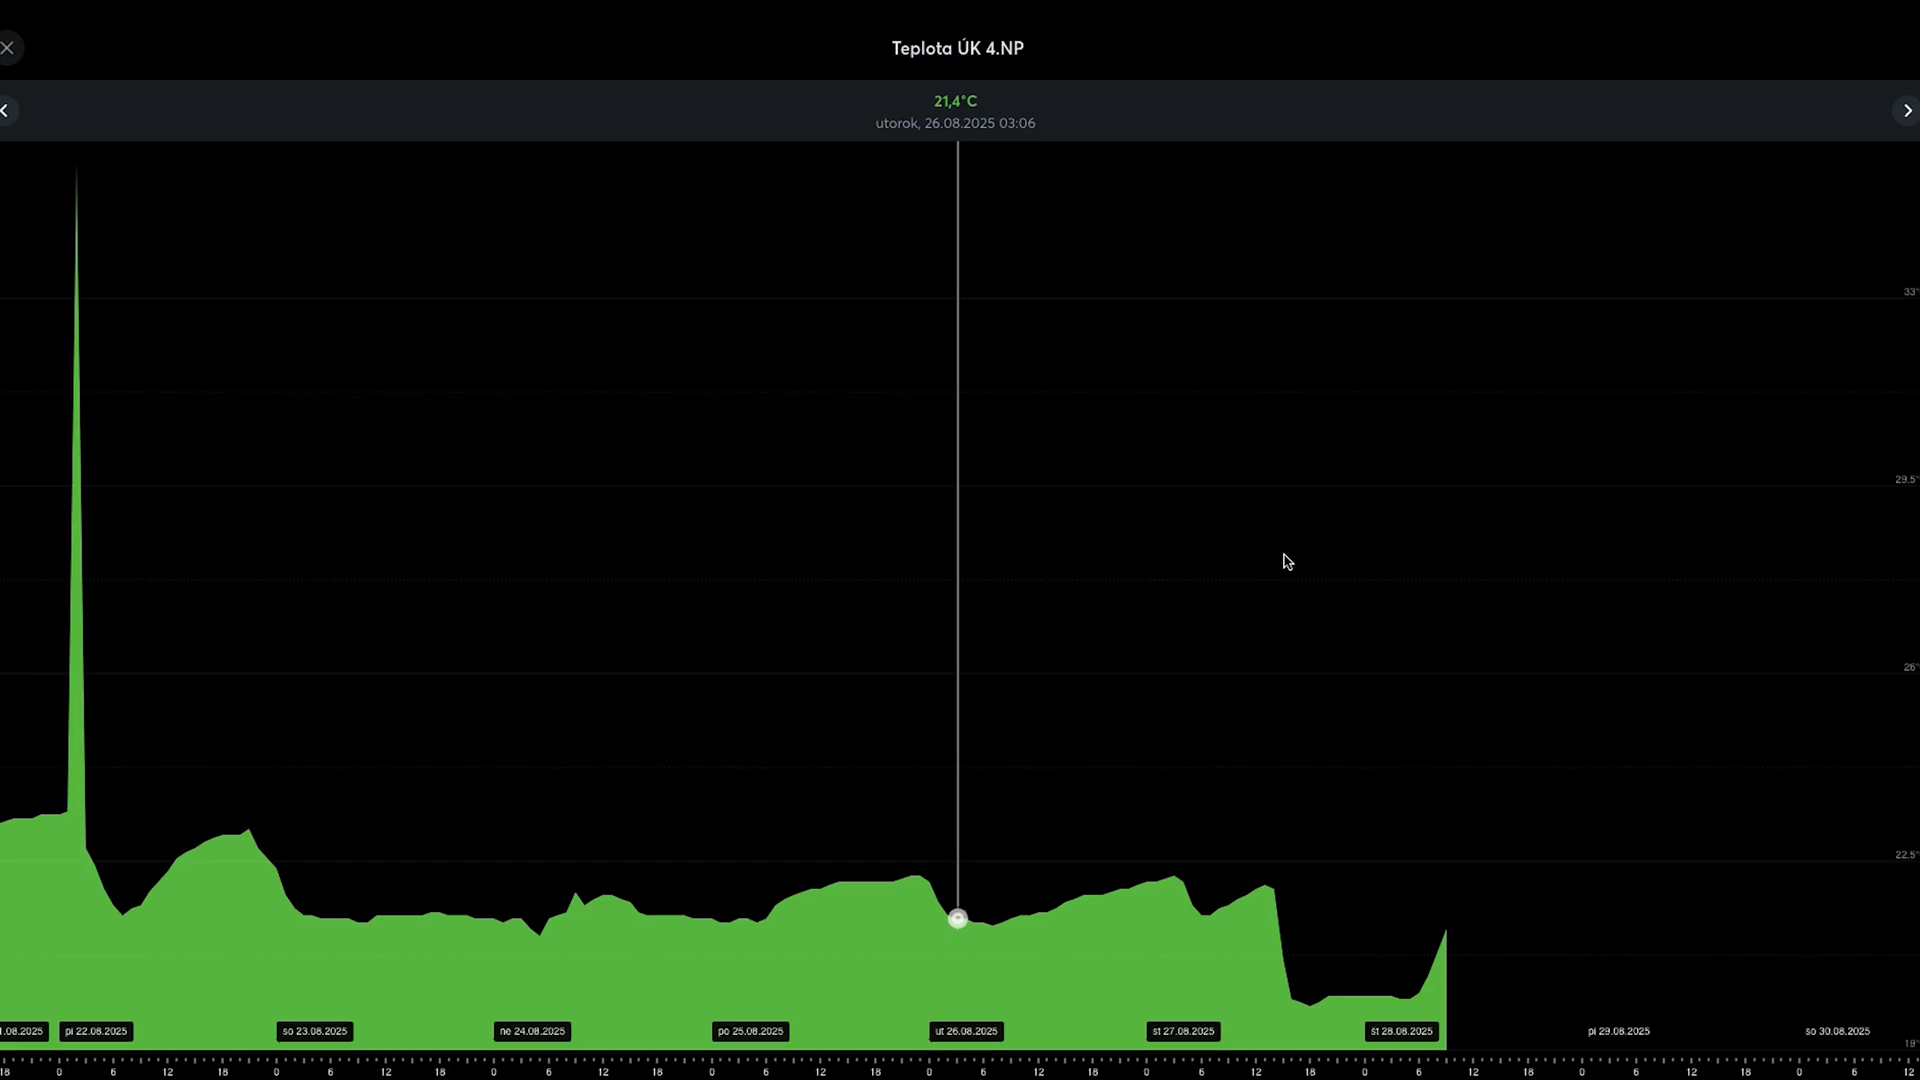 Teplota ÚK 4.NP
21,4°C
utorok, 26.08.2025 03:06
33°
29.5°
26°
22.5°
19°
1.08.2025 pi 22.08.2025 so 23.08.2025 ne 24.08.2025 po 25.08.2025 ut 26.08.2025 st 27.08.2025 st 28.08.2025 pi 29.08.2025 so 30.08.2025
18 0 6 12 18 0 6 12 18 0 6 12 18 0 6 12 18 0 6 12 18 0 6 12 18 0 6 12 18 0 6 12 18 0 6 12